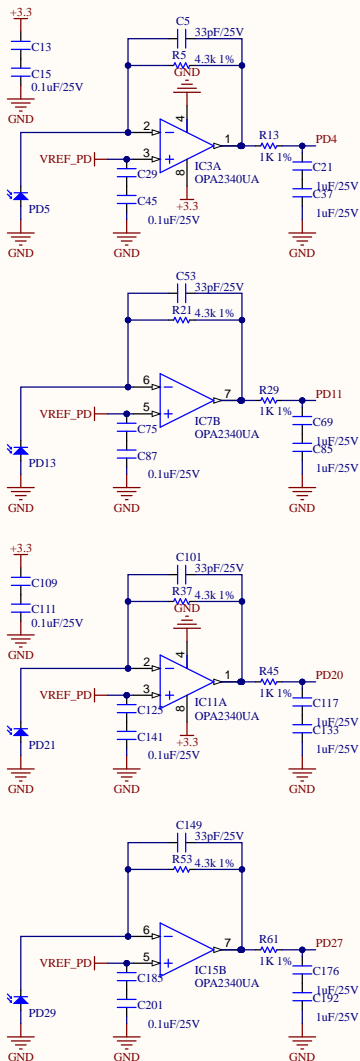 +3.3
C13
C15
0.1uF/25V
GND
C5
33pF/25V
R5
4.3k 1%
GND
4
2
1
3
8
IC3A
OPA2340UA
+3.3
VREF_PD
C29
C45
0.1uF/25V
GND
PD5
GND
R13
1K 1%
PD4
C21
1uF/25V
C37
1uF/25V
GND
C53
33pF/25V
R21
4.3k 1%
6
7
5
IC7B
OPA2340UA
VREF_PD
C75
C87
0.1uF/25V
GND
PD13
GND
R29
1K 1%
PD11
C69
1uF/25V
C85
1uF/25V
GND
+3.3
C109
C111
0.1uF/25V
GND
C101
33pF/25V
R37
4.3k 1%
GND
4
2
1
3
8
IC11A
OPA2340UA
+3.3
VREF_PD
C125
C141
0.1uF/25V
GND
PD21
GND
R45
1K 1%
PD20
C117
1uF/25V
C133
1uF/25V
GND
C149
33pF/25V
R53
4.3k 1%
6
7
5
IC15B
OPA2340UA
VREF_PD
C185
C201
0.1uF/25V
GND
PD29
GND
R61
1K 1%
PD27
C176
1uF/25V
C192
1uF/25V
GND